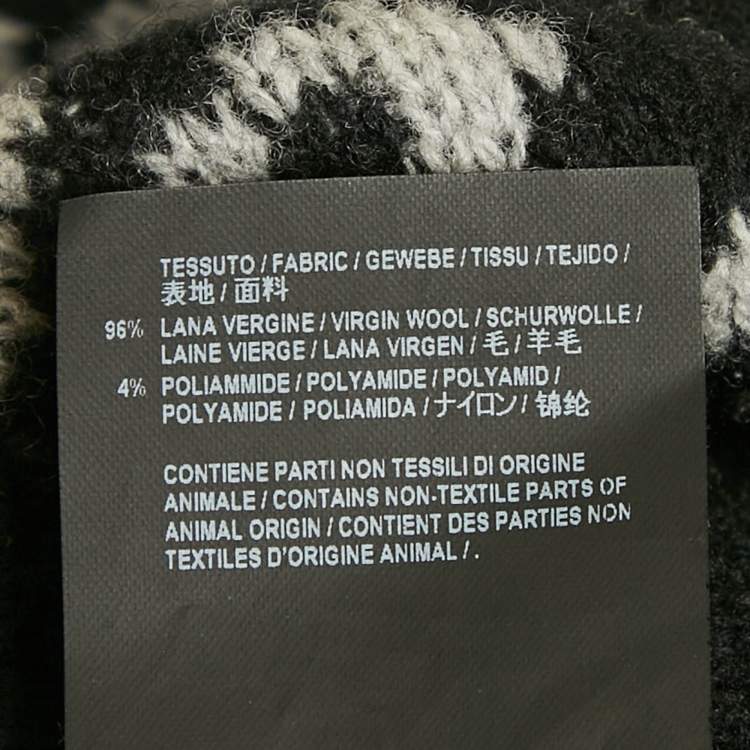 TESSUTO / FABRIC / GEWEBE / TISSU / TEJIDO /
表地 / 面料
96% LANA VERGINE / VIRGIN WOOL / SCHURWOLLE /
LAINE VIERGE / LANA VIRGEN / 毛 / 羊毛
4% POLIAMMIDE / POLYAMIDE / POLYAMID /
POLYAMIDE / POLIAMIDA / ナイロン / 锦纶
CONTIENE PARTI NON TESSILI DI ORIGINE
ANIMALE / CONTAINS NON-TEXTILE PARTS OF
ANIMAL ORIGIN / CONTIENT DES PARTIES NON
TEXTILES D'ORIGINE ANIMAL / .